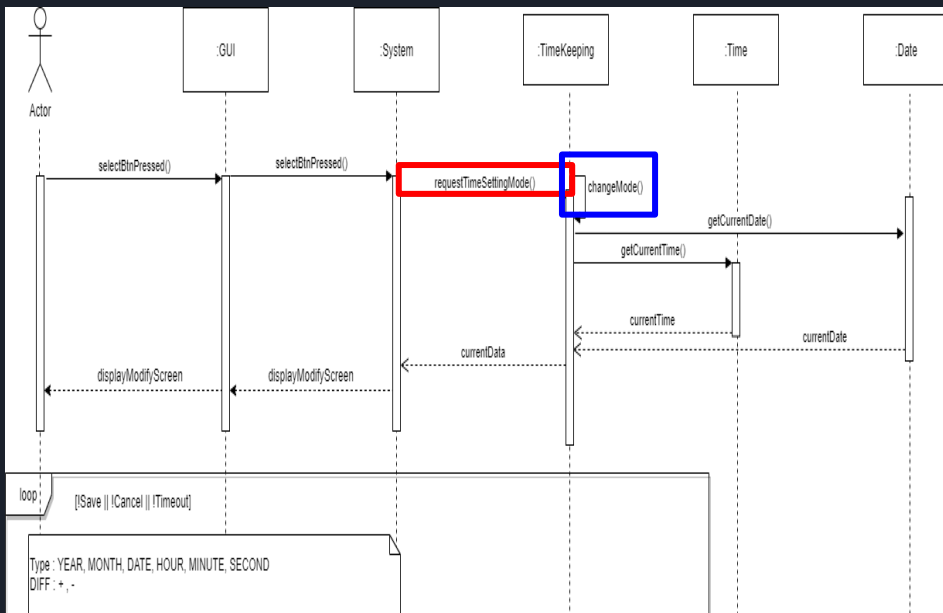 :GUI
:System
:TimeKeeping
:Time
:Date
Actor
selectBtnPressed()
selectBtnPressed()
requestTimeSettingMode()
changeMode()
getCurrentDate()
getCurrentTime()
currentTime
currentDate
currentData
displayModifyScreen
displayModifyScreen
loop
[!Save || !Cancel || !Timeout]
Type : YEAR, MONTH, DATE, HOUR, MINUTE, SECOND
DIFF : + , -